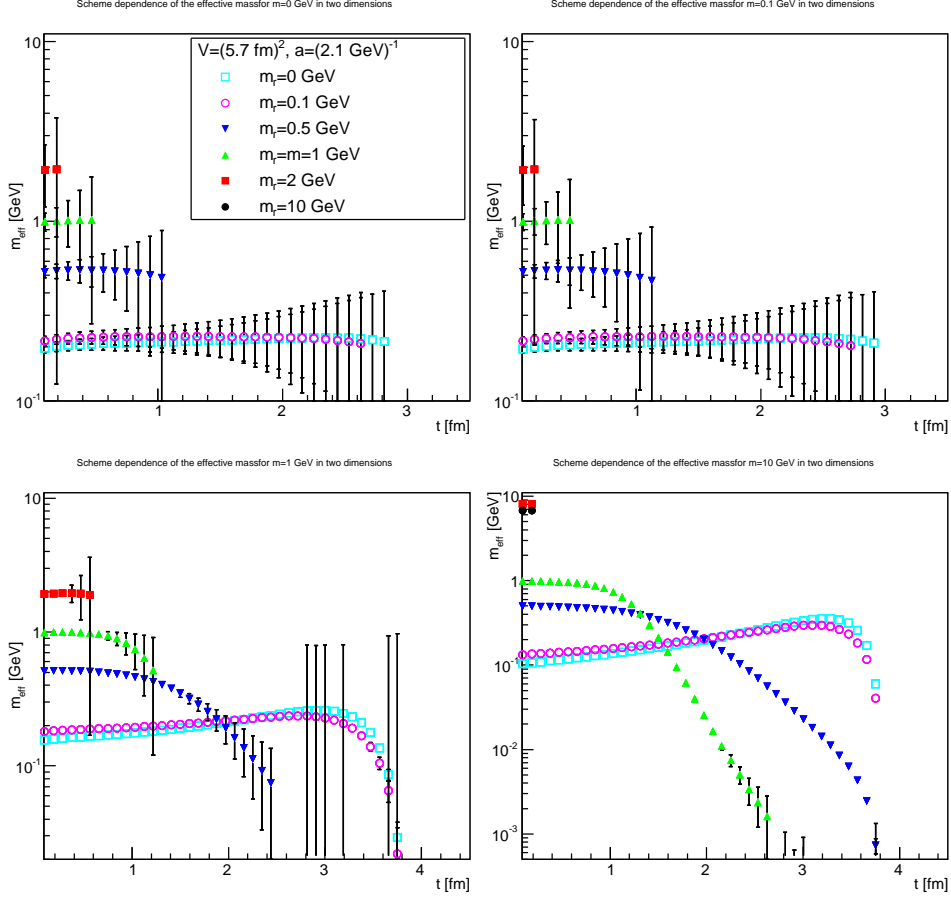 Scheme dependence of the effective massfor m=0 GeV in two dimensions
m_eff [GeV]
10
1
10^-1
V=(5.7 fm)^2, a=(2.1 GeV)^-1
m_r=0 GeV
m_r=0.1 GeV
m_r=0.5 GeV
m_r=m=1 GeV
m_r=2 GeV
m_r=10 GeV
1 2 3
t [fm]
Scheme dependence of the effective massfor m=0.1 GeV in two dimensions
m_eff [GeV]
10
1
10^-1
1 2 3
t [fm]
Scheme dependence of the effective massfor m=1 GeV in two dimensions
m_eff [GeV]
10
1
10^-1
1 2 3 4
t [fm]
Scheme dependence of the effective massfor m=10 GeV in two dimensions
m_eff [GeV]
10
1
10^-1
10^-2
10^-3
1 2 3 4
t [fm]